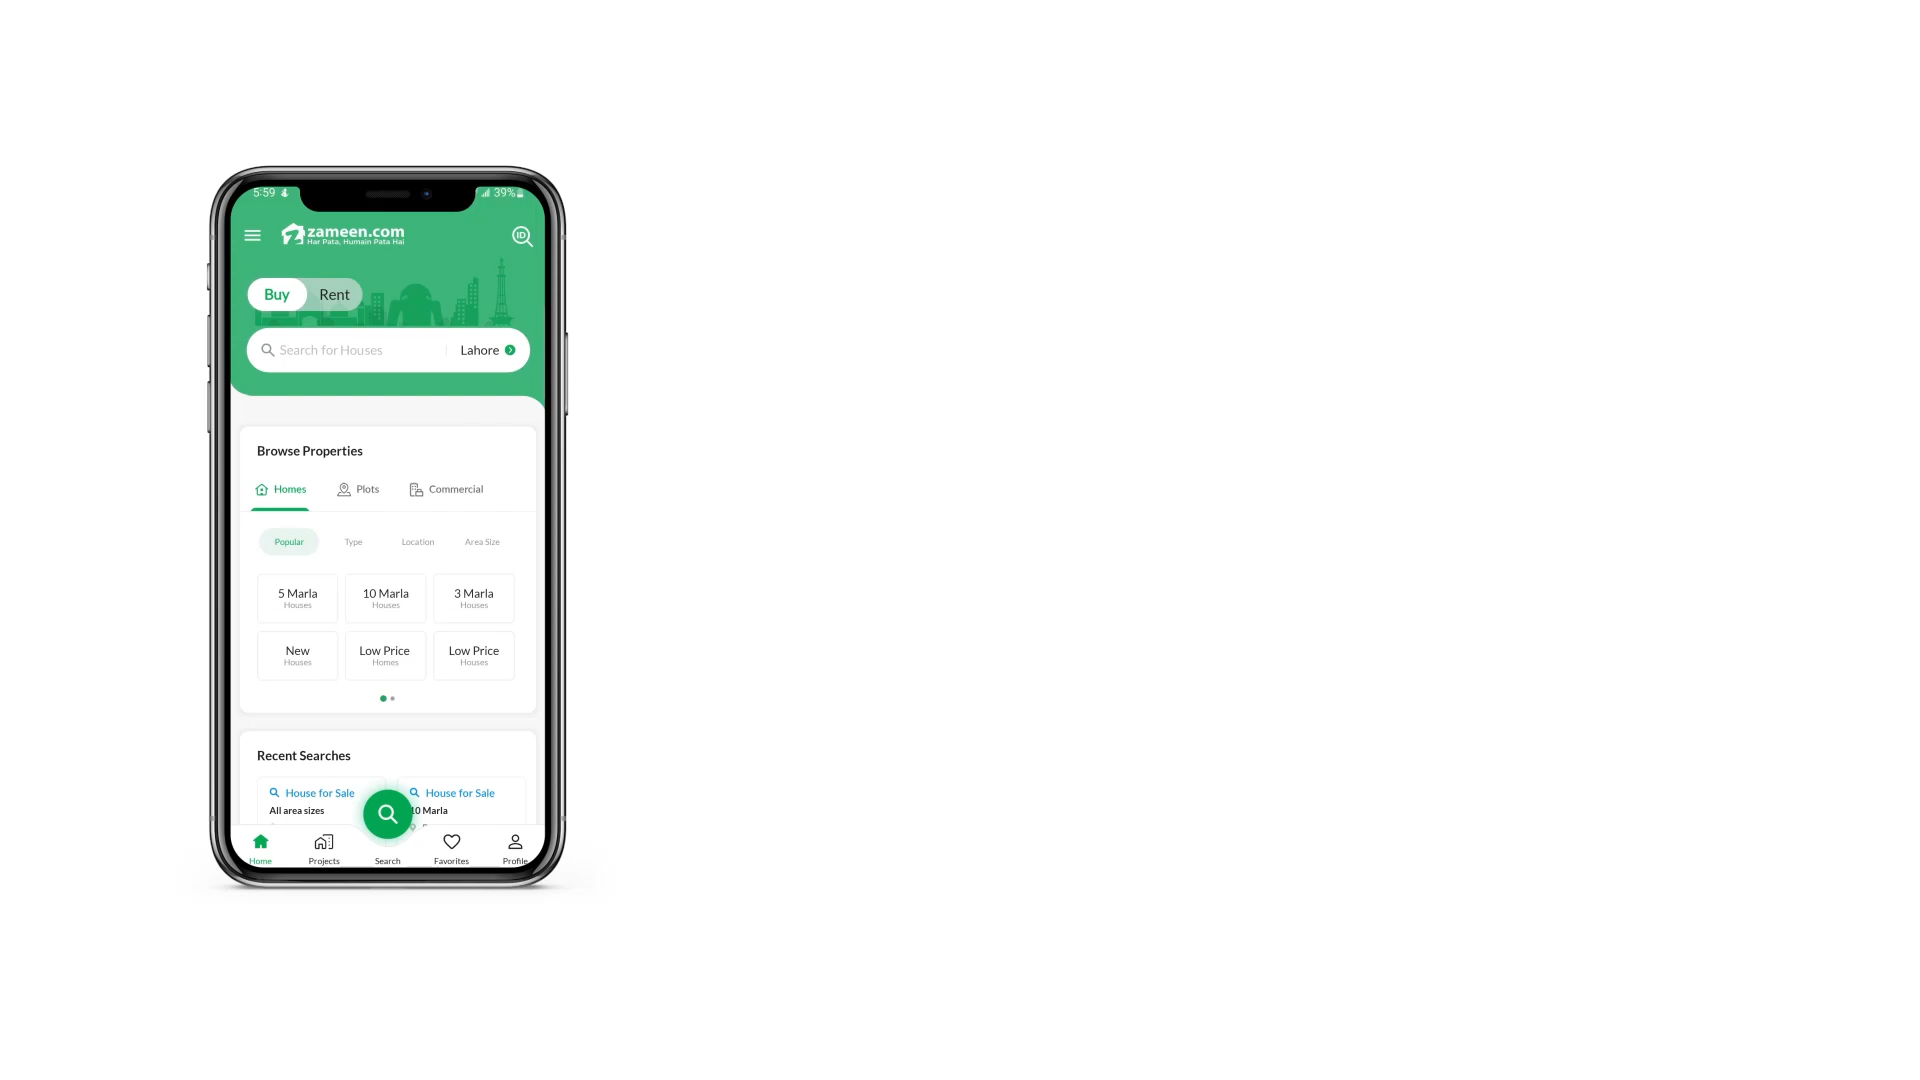 5:59
39%
zameen.com
Har Pata, Humain Pata Hai
ID
Buy
Rent
Search for Houses
Lahore
Browse Properties
Homes
Plots
Commercial
Popular
Type
Location
Area Size
5 Marla
Houses
10 Marla
Houses
3 Marla
Houses
New
Houses
Low Price
Homes
Low Price
Houses
Recent Searches
House for Sale
All area sizes
House for Sale
10 Marla
Home
Projects
Search
Favorites
Profile